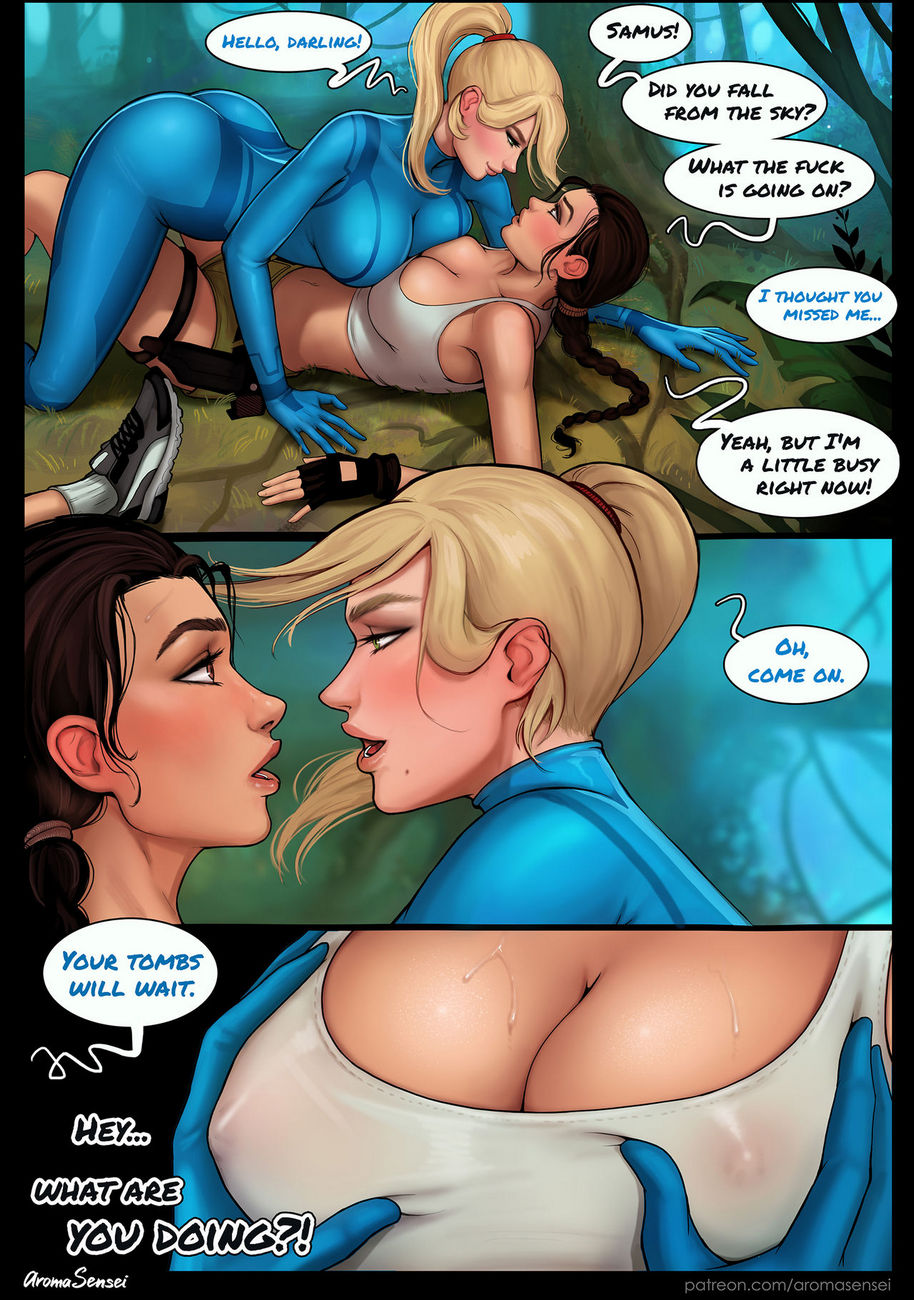 Hello, darling!
Samus!
Did you fall
from the sky?
What the fuck
is going on?
I thought you
missed me...
Yeah, but I'm
a little busy
right now!
Oh,
come on.
Your tombs
will wait.
Hey...
what are
you doing?!
AromaSensei
patreon.com/aromasensei